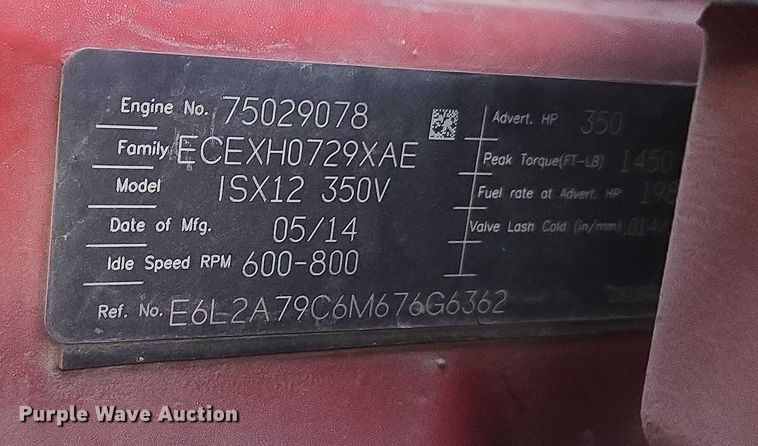 Engine No. 75029078
Family ECEXH0729XAE
Model ISX12 350V
Date of Mfg. 05/14
Idle Speed RPM 600-800
Ref. No. E6L2A79C6M676G6362
Advert. HP 350
Peak Torque(FT-LB) 1450
Fuel rate at Advert. HP
Valve Lash Cold (in/mm)
Purple Wave Auction